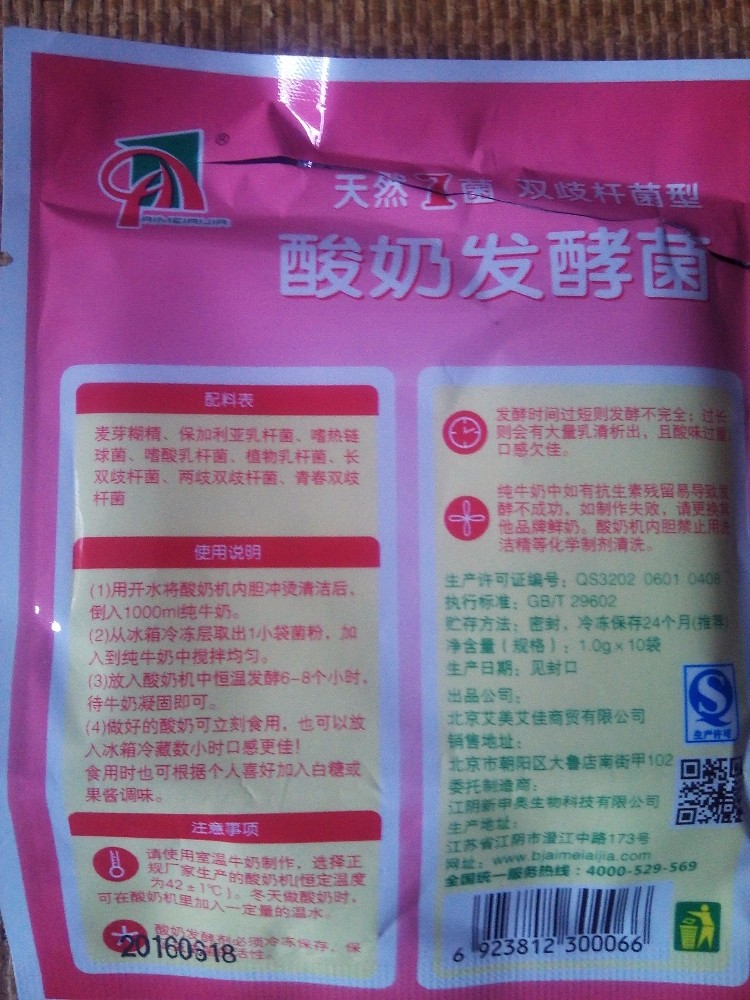 AIMEIAIJIA
®
天然1菌 双歧杆菌型
酸奶发酵菌
配料表
麦芽糊精、保加利亚乳杆菌、嗜热链
球菌、嗜酸乳杆菌、植物乳杆菌、长
双歧杆菌、两歧双歧杆菌、青春双歧
杆菌
使用说明
(1)用开水将酸奶机内胆冲烫清洁后,
倒入1000ml纯牛奶。
(2)从冰箱冷冻层取出1小袋菌粉,加
入到纯牛奶中搅拌均匀。
(3)放入酸奶机中恒温发酵6-8个小时,
待牛奶凝固即可。
(4)做好的酸奶可立刻食用,也可以放
入冰箱冷藏数小时口感更佳!
食用时也可根据个人喜好加入白糖或
果酱调味。
注意事项
请使用室温牛奶制作,选择正
规厂家生产的酸奶机(恒定温度
为42±1℃)。冬天做酸奶时,
可在酸奶机里加入一定量的温水。
酸奶发酵剂必须冷冻保存,保
活性。
20160618
发酵时间过短则发酵不完全;过长
则会有大量乳清析出,且酸味过重
口感欠佳。
纯牛奶中如有抗生素残留易导致发
酵不成功,如制作失败,请更换其
他品牌鲜奶。酸奶机内胆禁止用洗
洁精等化学制剂清洗。
生产许可证编号:QS3202 0601 0408
执行标准:GB/T 29602
贮存方法:密封,冷冻保存24个月(推荐)
净含量(规格):1.0g×10袋
生产日期:见封口
出品公司:
北京艾美艾佳商贸有限公司
销售地址:
北京市朝阳区大鲁店南街甲102
委托制造商:
江阴新申奥生物科技有限公司
生产地址:
江苏省江阴市澄江中路173号
网址:www.bjaimeiaijia.com
全国统一服务热线:4000-529-569
生产许可
6 923812 300066